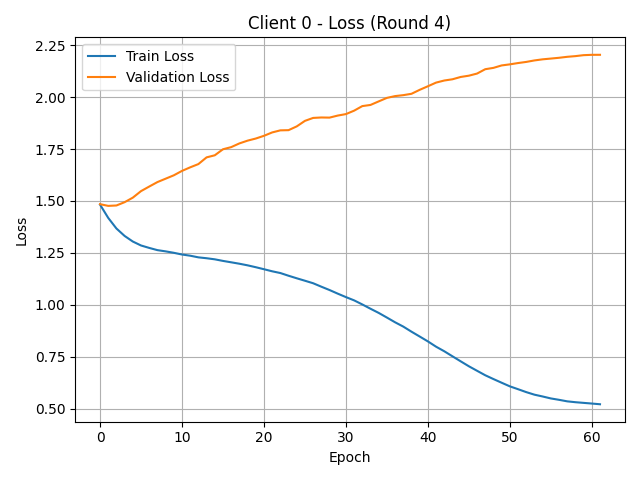 Client 0 - Loss (Round 4)
Train Loss
Validation Loss
2.25
2.00
1.75
1.50
1.25
1.00
0.75
0.50
Loss
0 10 20 30 40 50 60
Epoch